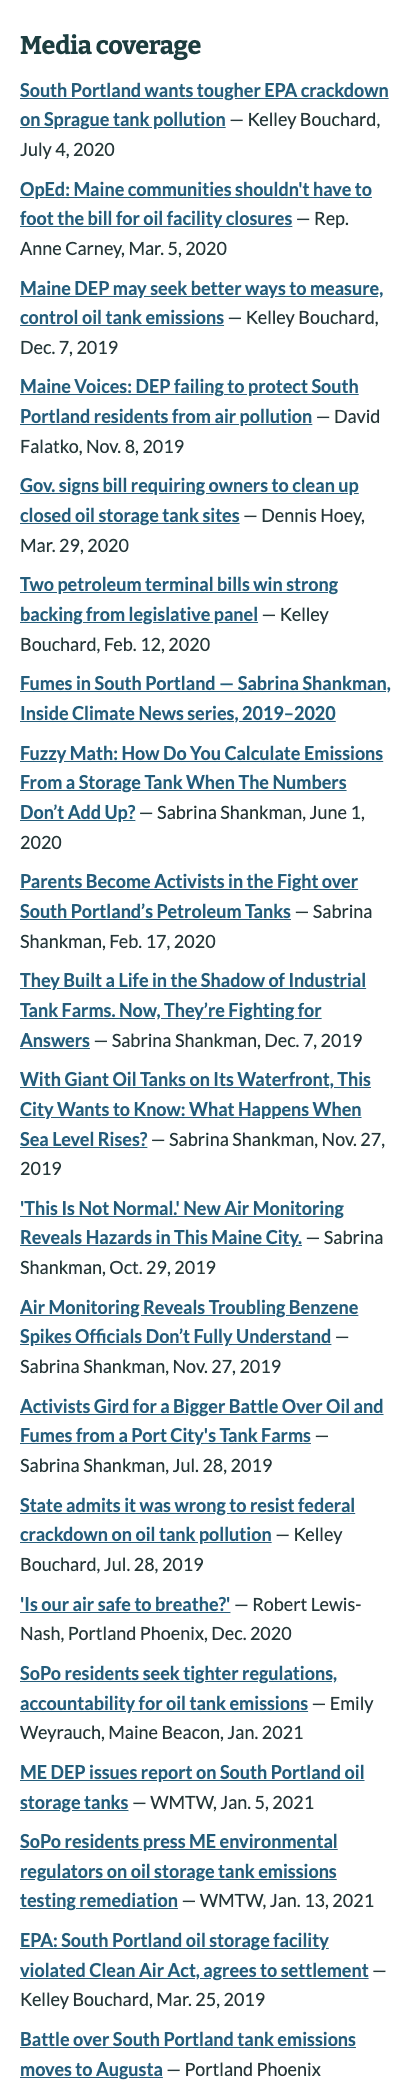 Media coverage
South Portland wants tougher EPA crackdown
on Sprague tank pollution — Kelley Bouchard,
July 4, 2020
OpEd: Maine communities shouldn't have to
foot the bill for oil facility closures — Rep.
Anne Carney, Mar. 5, 2020
Maine DEP may seek better ways to measure,
control oil tank emissions — Kelley Bouchard,
Dec. 7, 2019
Maine Voices: DEP failing to protect South
Portland residents from air pollution — David
Falatko, Nov. 8, 2019
Gov. signs bill requiring owners to clean up
closed oil storage tank sites — Dennis Hoey,
Mar. 29, 2020
Two petroleum terminal bills win strong
backing from legislative panel — Kelley
Bouchard, Feb. 12, 2020
Fumes in South Portland — Sabrina Shankman,
Inside Climate News series, 2019–2020
Fuzzy Math: How Do You Calculate Emissions
From a Storage Tank When The Numbers
Don’t Add Up? — Sabrina Shankman, June 1,
2020
Parents Become Activists in the Fight over
South Portland’s Petroleum Tanks — Sabrina
Shankman, Feb. 17, 2020
They Built a Life in the Shadow of Industrial
Tank Farms. Now, They’re Fighting for
Answers — Sabrina Shankman, Dec. 7, 2019
With Giant Oil Tanks on Its Waterfront, This
City Wants to Know: What Happens When
Sea Level Rises? — Sabrina Shankman, Nov. 27,
2019
'This Is Not Normal.' New Air Monitoring
Reveals Hazards in This Maine City. — Sabrina
Shankman, Oct. 29, 2019
Air Monitoring Reveals Troubling Benzene
Spikes Officials Don’t Fully Understand —
Sabrina Shankman, Nov. 27, 2019
Activists Gird for a Bigger Battle Over Oil and
Fumes from a Port City's Tank Farms —
Sabrina Shankman, Jul. 28, 2019
State admits it was wrong to resist federal
crackdown on oil tank pollution — Kelley
Bouchard, Jul. 28, 2019
'Is our air safe to breathe?' — Robert Lewis-
Nash, Portland Phoenix, Dec. 2020
SoPo residents seek tighter regulations,
accountability for oil tank emissions — Emily
Weyrauch, Maine Beacon, Jan. 2021
ME DEP issues report on South Portland oil
storage tanks — WMTW, Jan. 5, 2021
SoPo residents press ME environmental
regulators on oil storage tank emissions
testing remediation — WMTW, Jan. 13, 2021
EPA: South Portland oil storage facility
violated Clean Air Act, agrees to settlement —
Kelley Bouchard, Mar. 25, 2019
Battle over South Portland tank emissions
moves to Augusta — Portland Phoenix